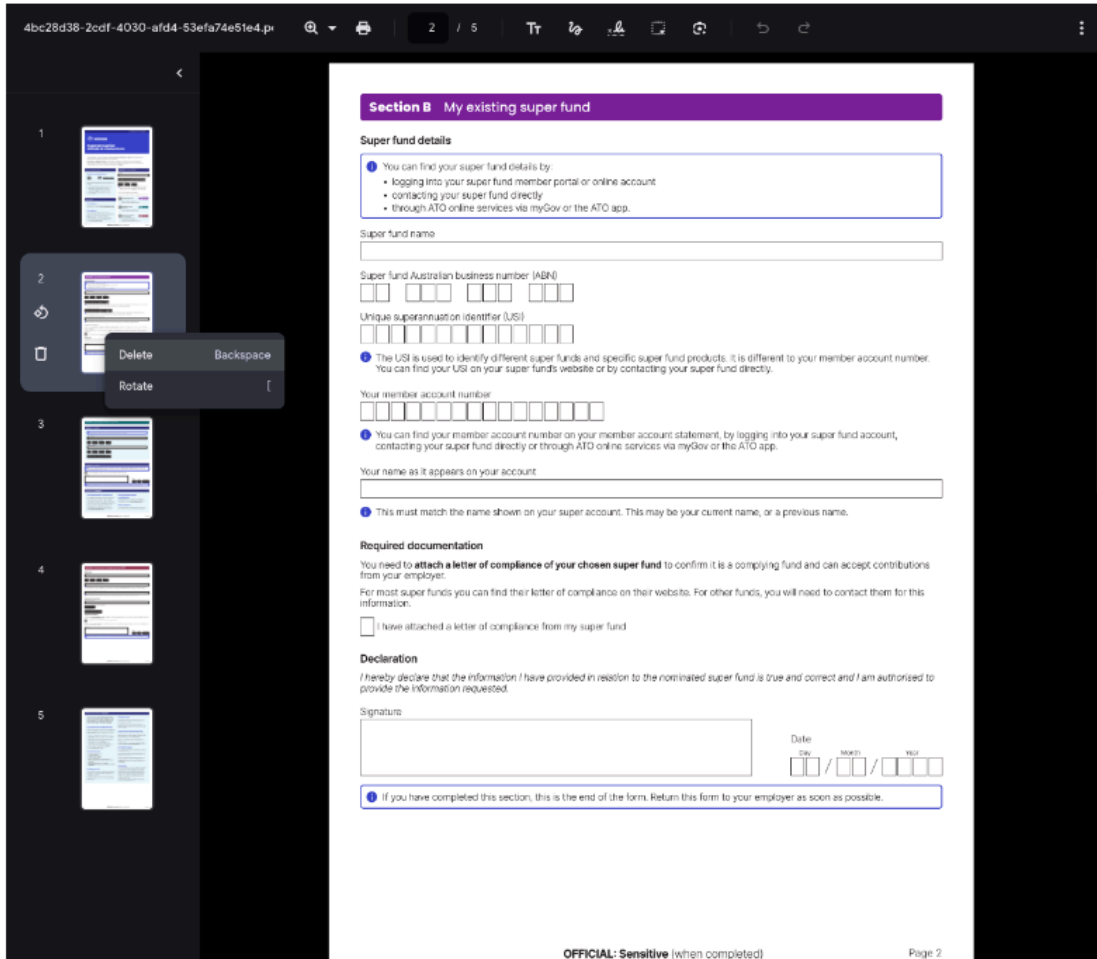 4bc28d38-2cdf-4030-afd4-53efa74e51e4.p
2 / 5
1
2
Delete Backspace
Rotate [
3
4
5
Section B My existing super fund
Super fund details
You can find your super fund details by:
• logging into your super fund member portal or online account
• contacting your super fund directly
• through ATO online services via myGov or the ATO app.
Super fund name
Super fund Australian business number (ABN)
Unique superannuation identifier (USI)
The USI is used to identify different super funds and specific super fund products. It is different to your member account number.
You can find your USI on your super fund's website or by contacting your super fund directly.
Your member account number
You can find your member account number on your member account statement, by logging into your super fund account,
contacting your super fund directly or through ATO online services via myGov or the ATO app.
Your name as it appears on your account
This must match the name shown on your super account. This may be your current name, or a previous name.
Required documentation
You need to attach a letter of compliance of your chosen super fund to confirm it is a complying fund and can accept contributions
from your employer.
For most super funds you can find their letter of compliance on their website. For other funds, you will need to contact them for this
information.
I have attached a letter of compliance from my super fund
Declaration
I hereby declare that the information I have provided in relation to the nominated super fund is true and correct and I am authorised to
provide the information requested.
Signature
Date
Day Month Year
/ /
If you have completed this section, this is the end of the form. Return this form to your employer as soon as possible.
OFFICIAL: Sensitive (when completed) Page 2